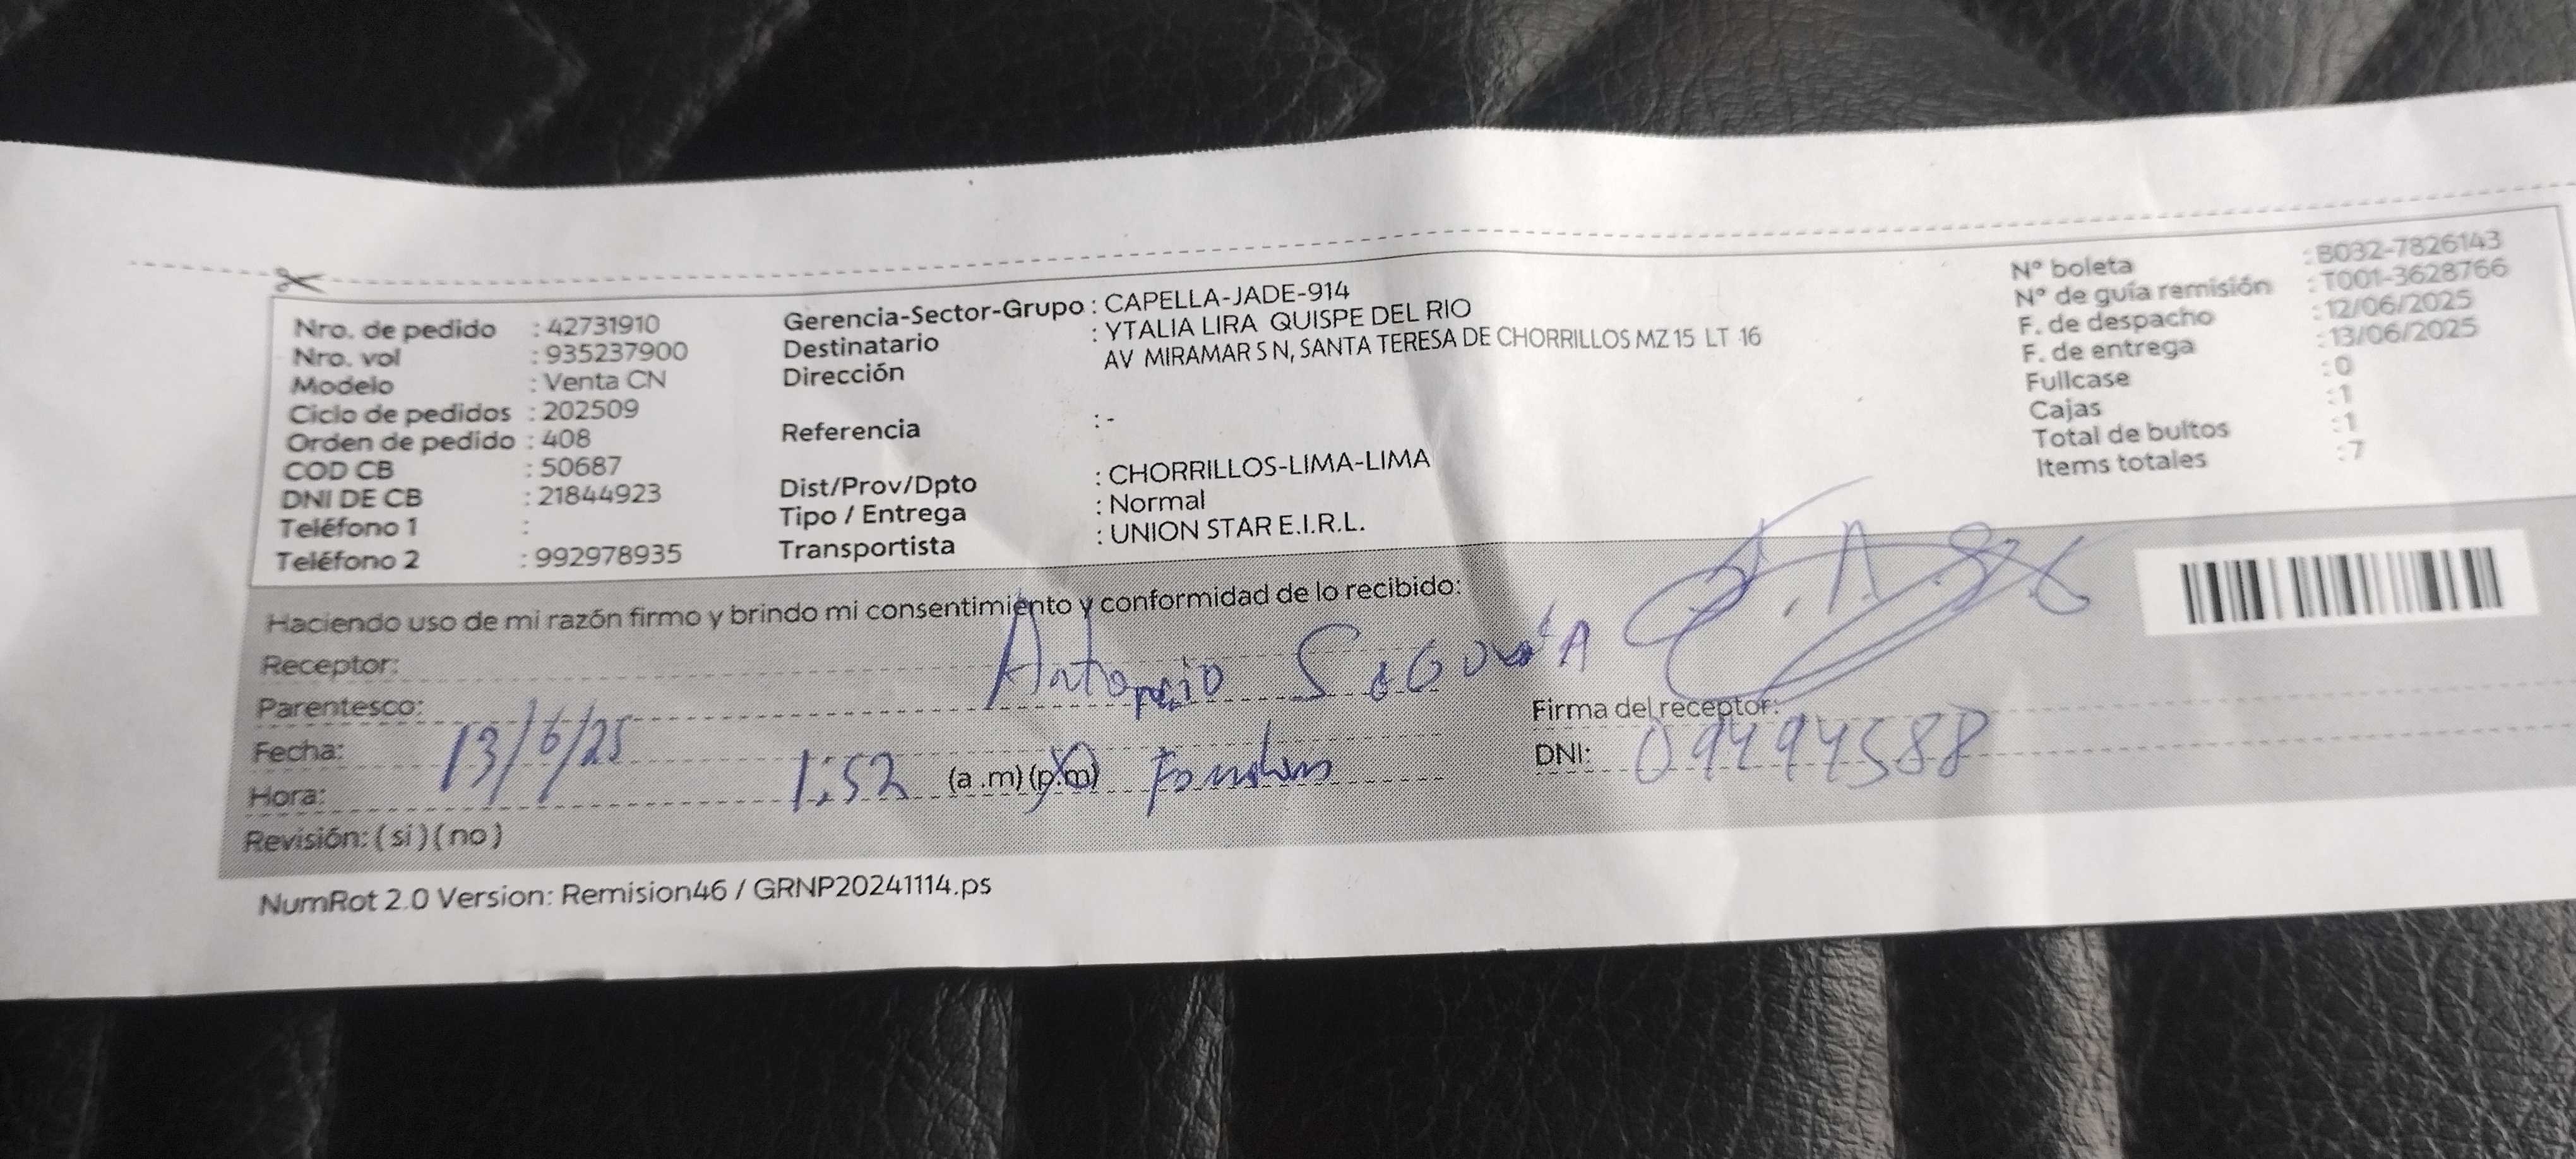 Nro. de pedido : 42731910
Nro. vol : 935237900
Modelo : Venta CN
Ciclo de pedidos : 202509
Orden de pedido : 408
COD CB : 50687
DNI DE CB : 21844923
Teléfono 1 :
Teléfono 2 : 992978935
Gerencia-Sector-Grupo : CAPELLA-JADE-914
Destinatario : YTALIA LIRA QUISPE DEL RIO
Dirección AV MIRAMAR S N, SANTA TERESA DE CHORRILLOS MZ 15 LT 16
Referencia : -
Dist/Prov/Dpto : CHORRILLOS-LIMA-LIMA
Tipo / Entrega : Normal
Transportista : UNION STAR E.I.R.L.
Nº boleta : B032-7826143
Nº de guía remisión : T001-3628766
F. de despacho : 12/06/2025
F. de entrega : 13/06/2025
Fullcase : 0
Cajas : 1
Total de bultos : 1
Items totales : 7
Haciendo uso de mi razón firmo y brindo mi consentimiento y conformidad de lo recibido:
Receptor: Antonio
Parentesco:
Fecha: 13/6/25
Hora: 1:52 (a.m)(p.m)
Revisión: (si)(no)
Firma del receptor:
DNI: 09494588
NumRot 2.0 Version: Remision46 / GRNP20241114.ps